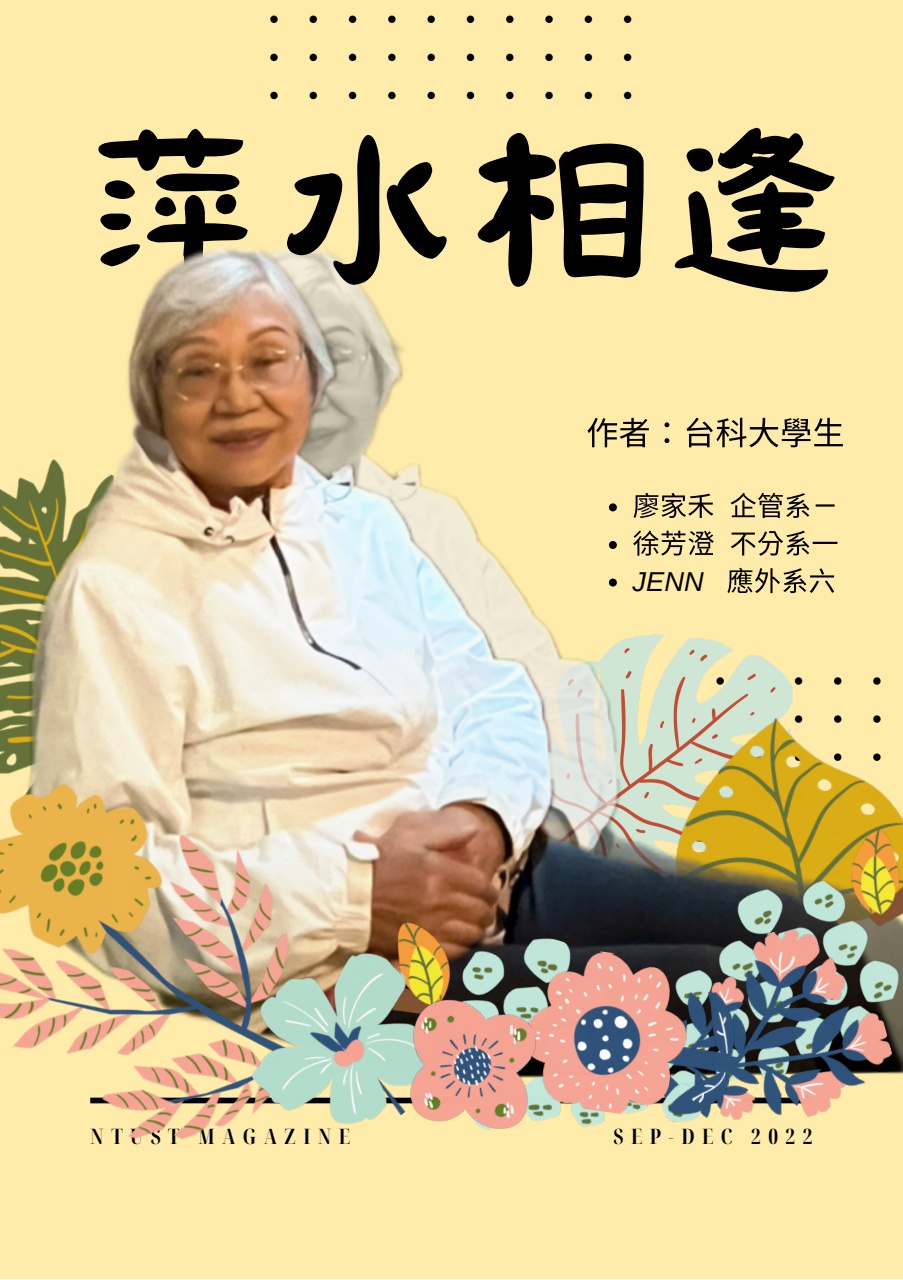 萍水相逢
作者：台科大學生
廖家禾 企管系一
徐芳澄 不分系一
JENN 應外系六
NTUST MAGAZINE
SEP-DEC 2022